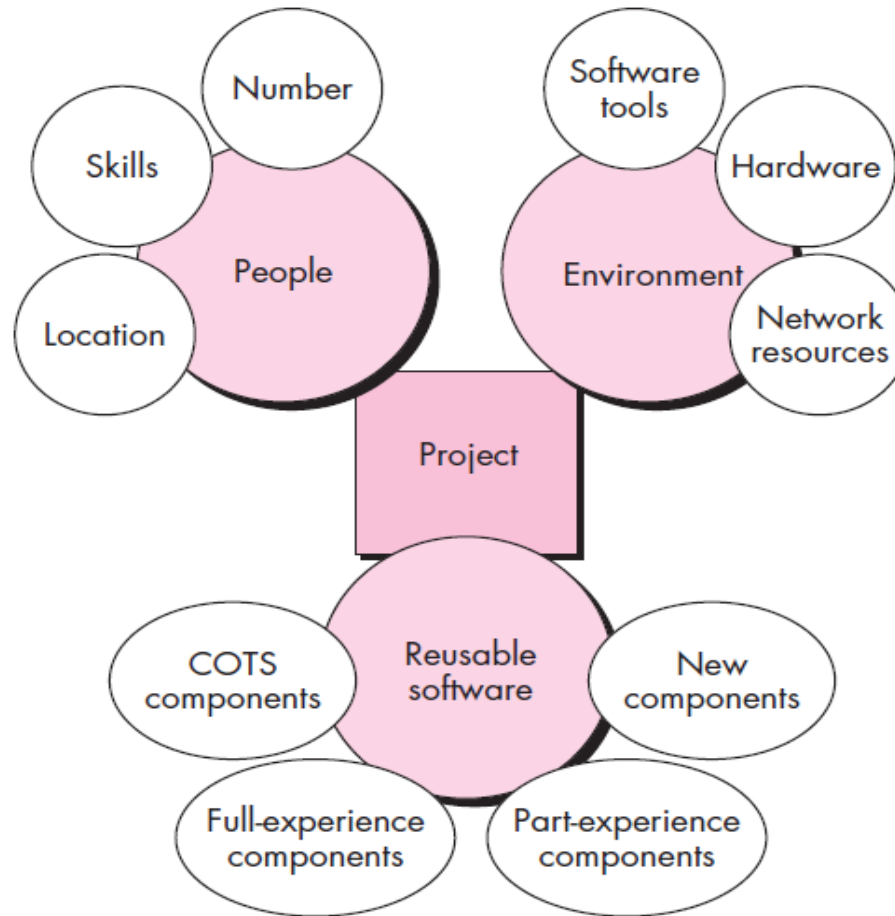 Number
Skills
People
Location
Software
tools
Hardware
Environment
Network
resources
Project
COTS
components
Reusable
software
New
components
Full-experience
components
Part-experience
components